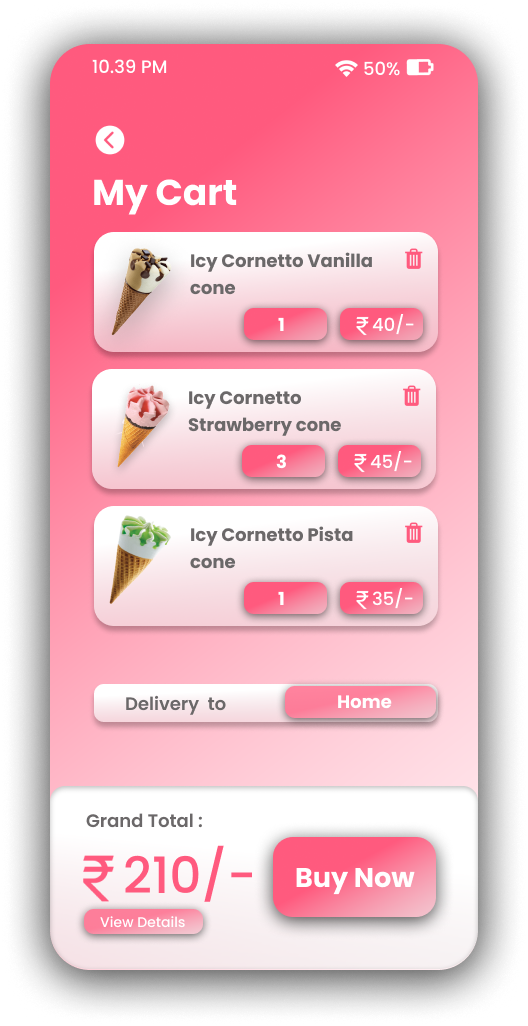 10.39 PM 50%
My Cart
Icy Cornetto Vanilla
cone
1 ₹40/-
Icy Cornetto
Strawberry cone
3 ₹45/-
Icy Cornetto Pista
cone
1 ₹35/-
Delivery to Home
Grand Total :
₹210/-
Buy Now
View Details